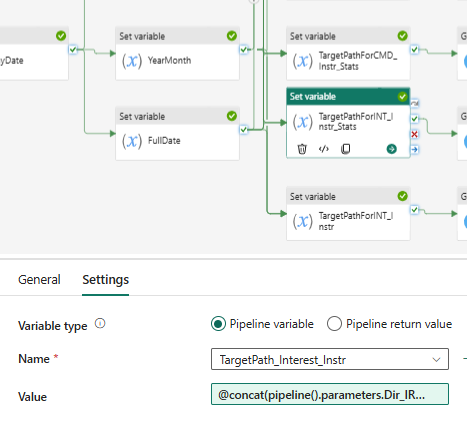 Set variable
Set variable
yDate
YearMonth
TargetPathForCMD_
Instr_Stats
Set variable
Set variable
FullDate
TargetPathForINT_I
nstr_Stats
Set variable
TargetPathForINT_I
nstr
General
Settings
Variable type
Pipeline variable
Pipeline return value
Name *
TargetPath_Interest_Instr
Value
@concat(pipeline().parameters.Dir_IR...